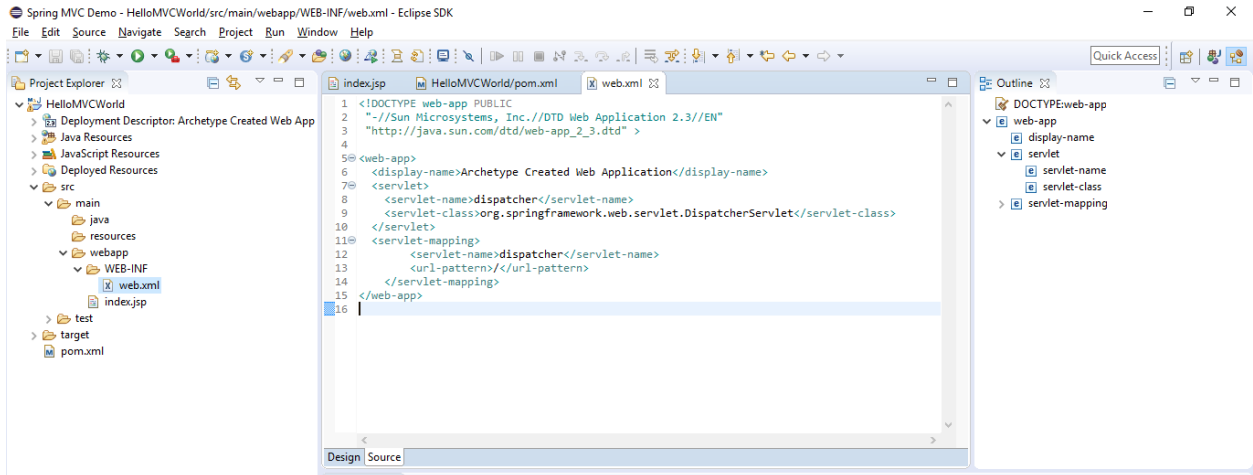 Spring MVC Demo - HelloMVCWorld/src/main/webapp/WEB-INF/web.xml - Eclipse SDK
File Edit Source Navigate Search Project Run Window Help
Quick Access
Project Explorer
HelloMVCWorld
Deployment Descriptor: Archetype Created Web App
Java Resources
JavaScript Resources
Deployed Resources
src
main
java
resources
webapp
WEB-INF
web.xml
index.jsp
test
target
pom.xml
index.jsp HelloMVCWorld/pom.xml web.xml
1 <!DOCTYPE web-app PUBLIC
2 "-//Sun Microsystems, Inc.//DTD Web Application 2.3//EN"
3 "http://java.sun.com/dtd/web-app_2_3.dtd" >
4
5 <web-app>
6 <display-name>Archetype Created Web Application</display-name>
7 <servlet>
8 <servlet-name>dispatcher</servlet-name>
9 <servlet-class>org.springframework.web.servlet.DispatcherServlet</servlet-class>
10 </servlet>
11 <servlet-mapping>
12 <servlet-name>dispatcher</servlet-name>
13 <url-pattern>/</url-pattern>
14 </servlet-mapping>
15 </web-app>
16
Design Source
Outline
DOCTYPE:web-app
web-app
display-name
servlet
servlet-name
servlet-class
servlet-mapping